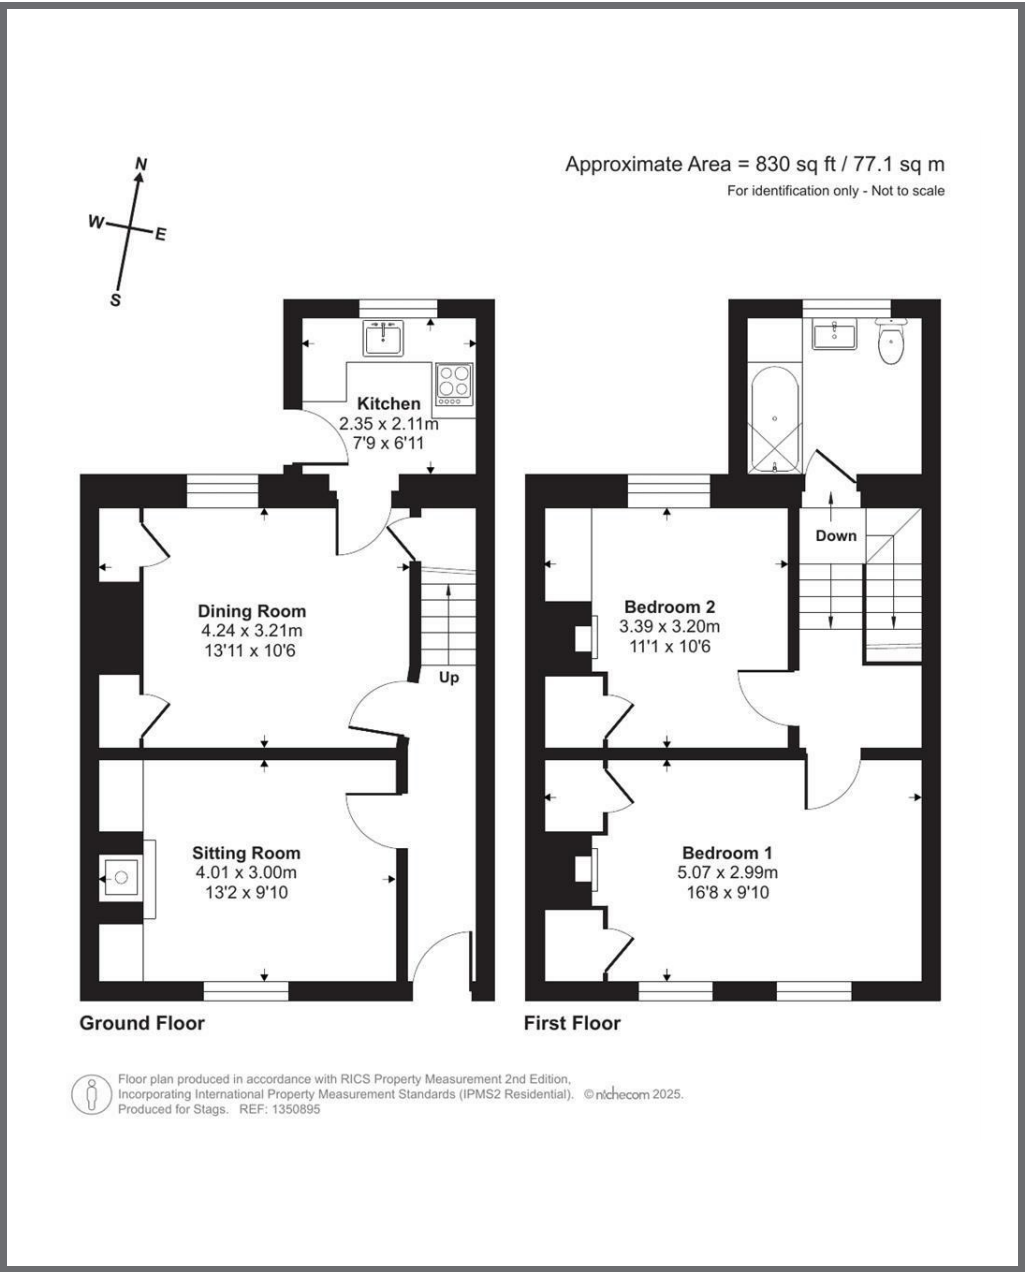 N
W
E
S
Approximate Area = 830 sq ft / 77.1 sq m
For identification only - Not to scale
Kitchen
2.35 x 2.11m
7'9 x 6'11
Dining Room
4.24 x 3.21m
13'11 x 10'6
Up
Sitting Room
4.01 x 3.00m
13'2 x 9'10
Ground Floor
Down
Bedroom 2
3.39 x 3.20m
11'1 x 10'6
Bedroom 1
5.07 x 2.99m
16'8 x 9'10
First Floor
Floor plan produced in accordance with RICS Property Measurement 2nd Edition,
Incorporating International Property Measurement Standards (IPMS2 Residential). © nichecom 2025.
Produced for Stags. REF: 1350895